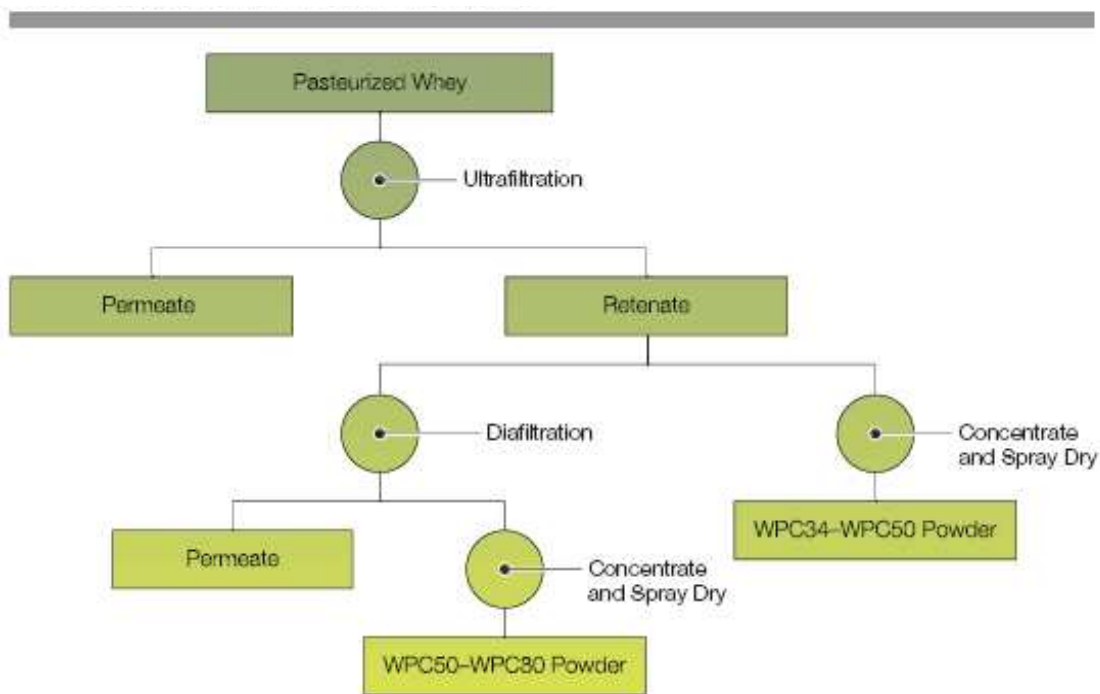 Pasteurized Whey
Ultrafiltration
Permeate
Retenate
Diafiltration
Concentrate
and Spray Dry
WPC34–WPC50 Powder
Permeate
Concentrate
and Spray Dry
WPC50–WPC80 Powder